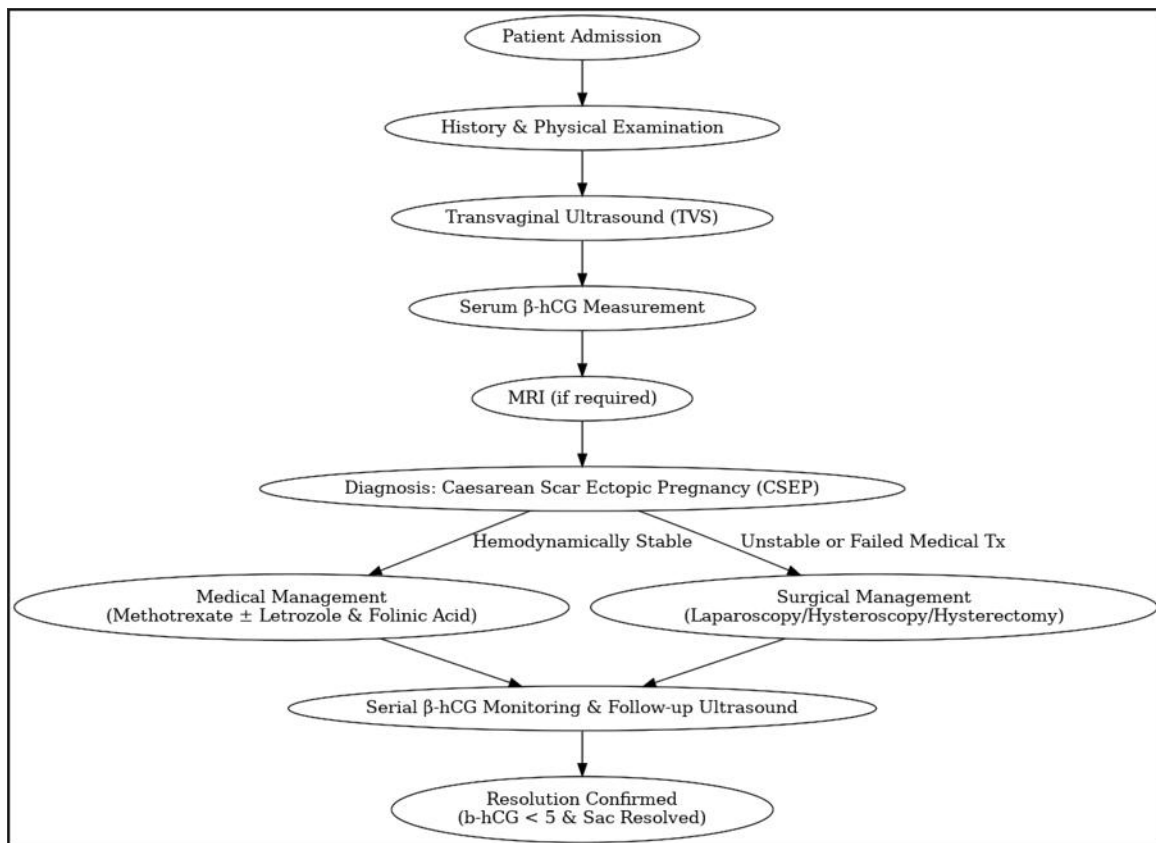 Patient Admission
History & Physical Examination
Transvaginal Ultrasound (TVS)
Serum β-hCG Measurement
MRI (if required)
Diagnosis: Caesarean Scar Ectopic Pregnancy (CSEP)
Hemodynamically Stable
Unstable or Failed Medical Tx
Medical Management
(Methotrexate ± Letrozole & Folinic Acid)
Surgical Management
(Laparoscopy/Hysteroscopy/Hysterectomy)
Serial β-hCG Monitoring & Follow-up Ultrasound
Resolution Confirmed
(b-hCG < 5 & Sac Resolved)